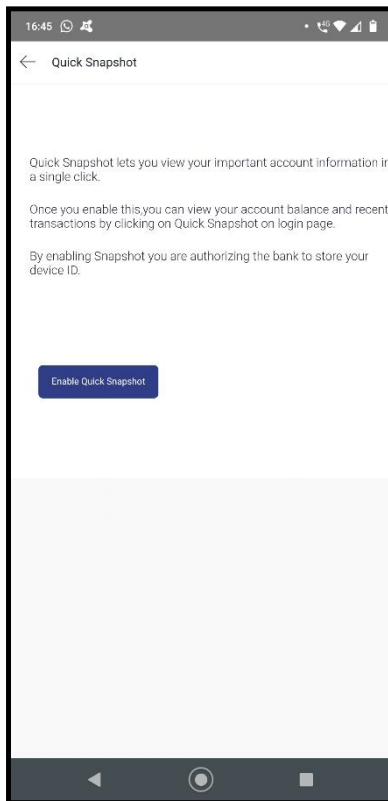 16:45
4G
Quick Snapshot
Quick Snapshot lets you view your important account information in
a single click.
Once you enable this,you can view your account balance and recent
transactions by clicking on Quick Snapshot on login page.
By enabling Snapshot you are authorizing the bank to store your
device ID.
Enable Quick Snapshot